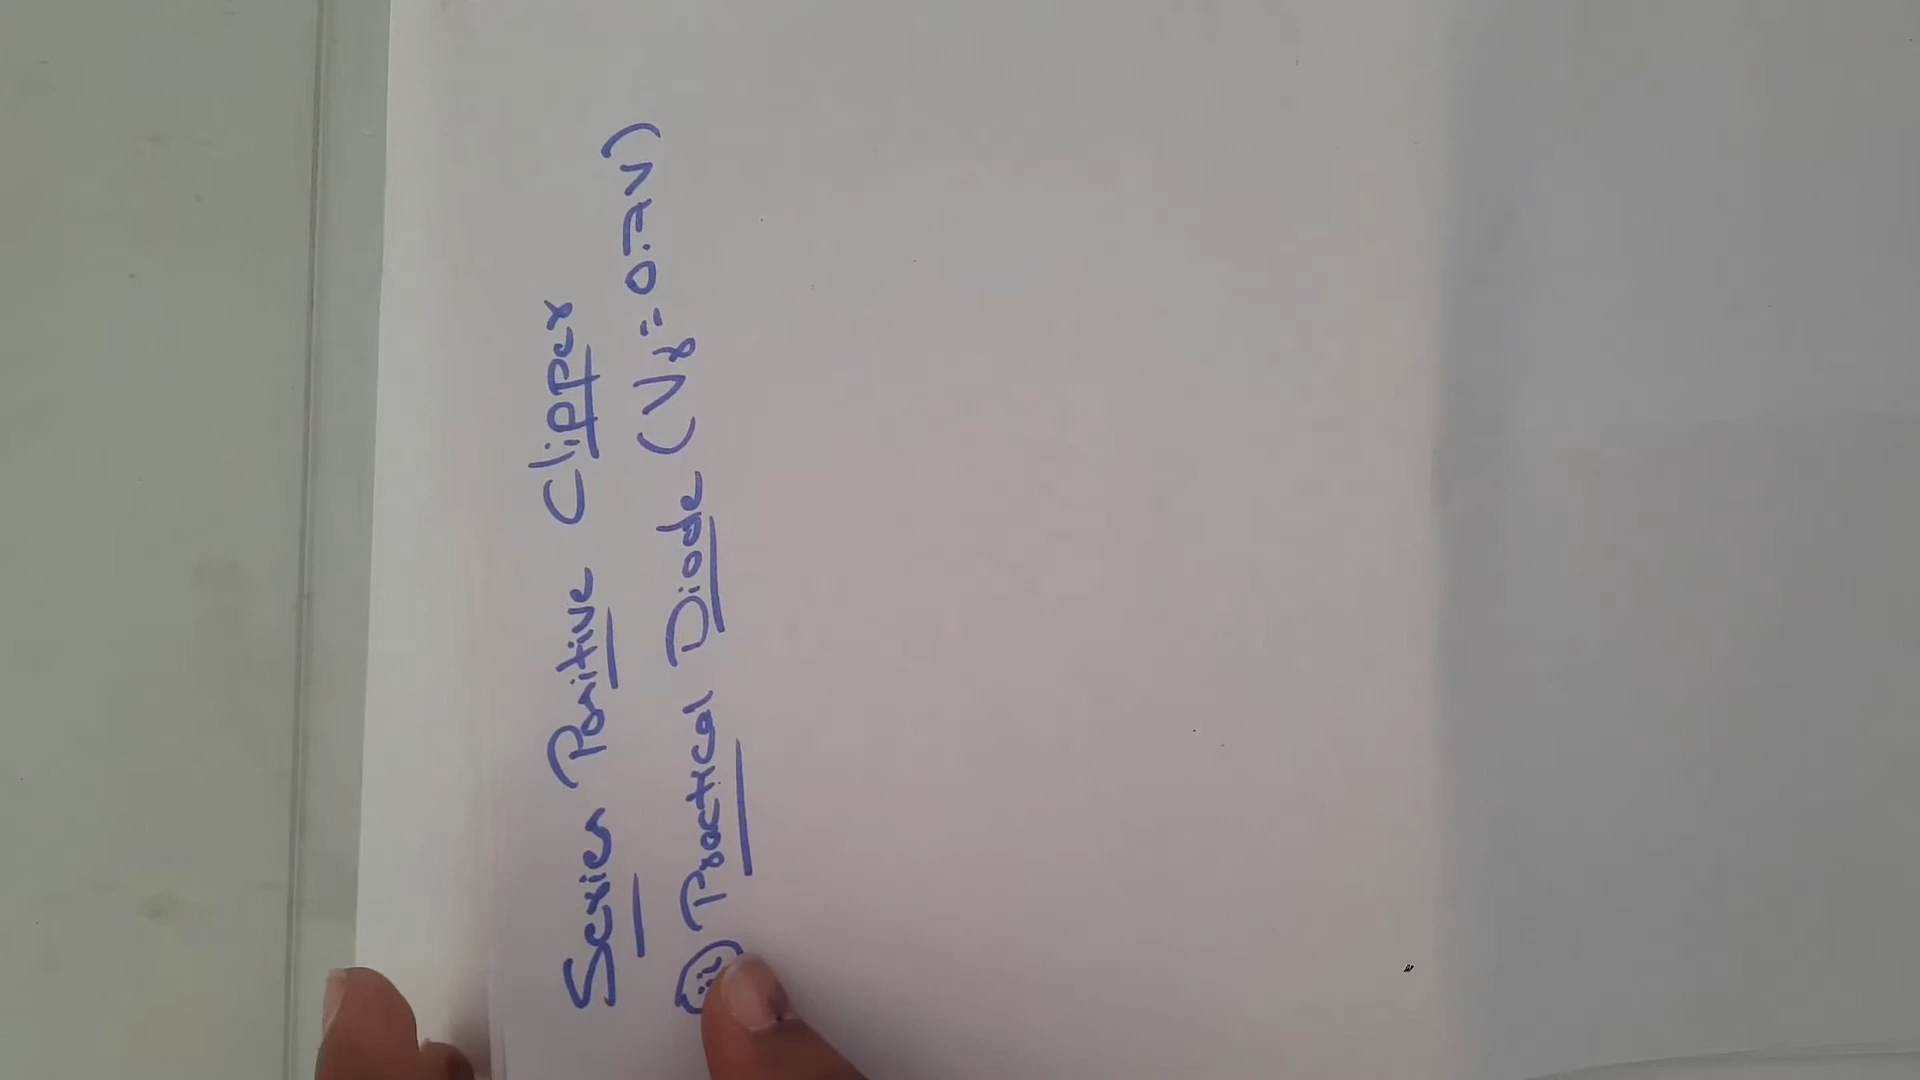 Series Positive Clipper
(ii) Practical Diode (Vγ = 0.7V)